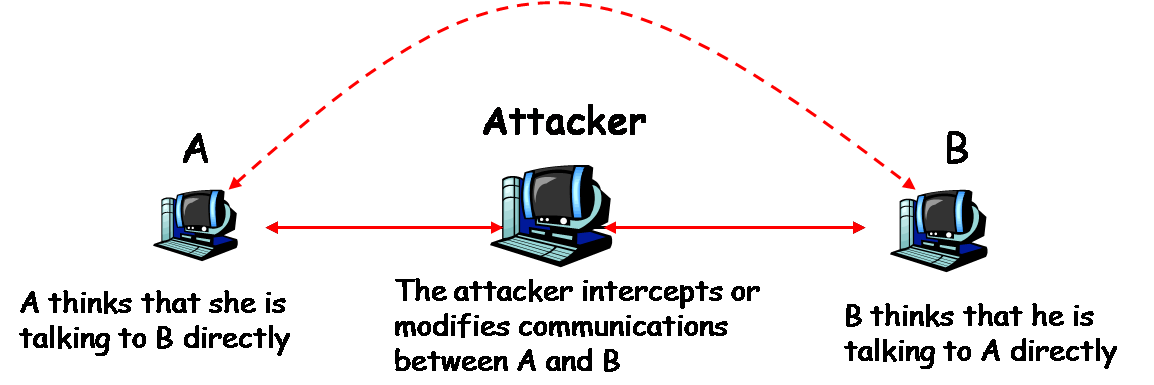 Attacker
A
B
A thinks that she is
talking to B directly
The attacker intercepts or
modifies communications
between A and B
B thinks that he is
talking to A directly